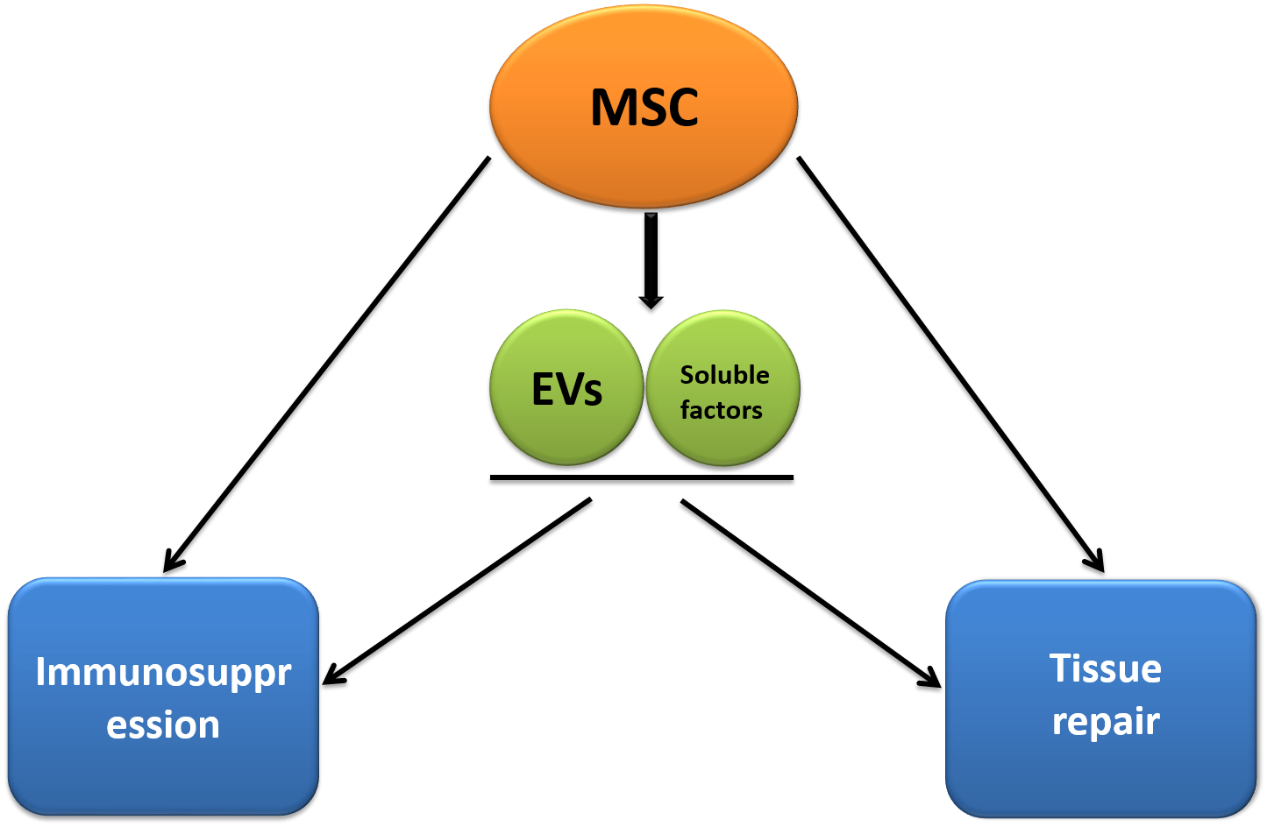 MSC
EVs
Soluble
factors
Immunosuppr
ession
Tissue
repair